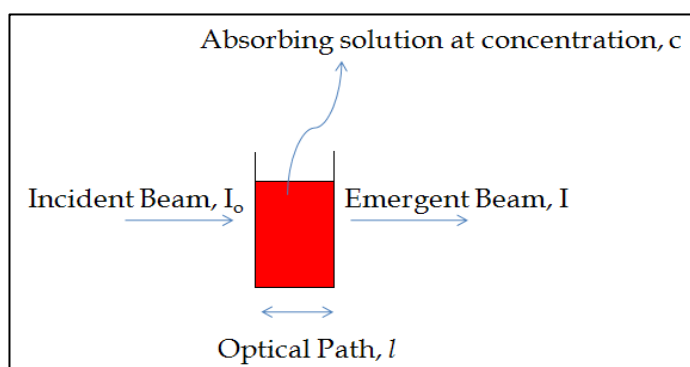 Absorbing solution at concentration, c
Incident Beam, Iₒ
Emergent Beam, I
Optical Path, l